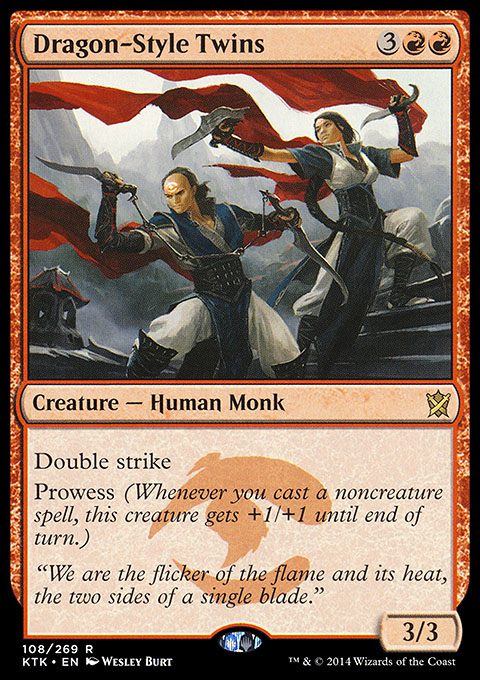 Dragon-Style Twins 3
Creature — Human Monk
Double strike
Prowess (Whenever you cast a noncreature
spell, this creature gets +1/+1 until end of
turn.)
“We are the flicker of the flame and its heat,
the two sides of a single blade.”
3/3
108/269 R
KTK • EN Wesley Burt
™ & © 2014 Wizards of the Coast